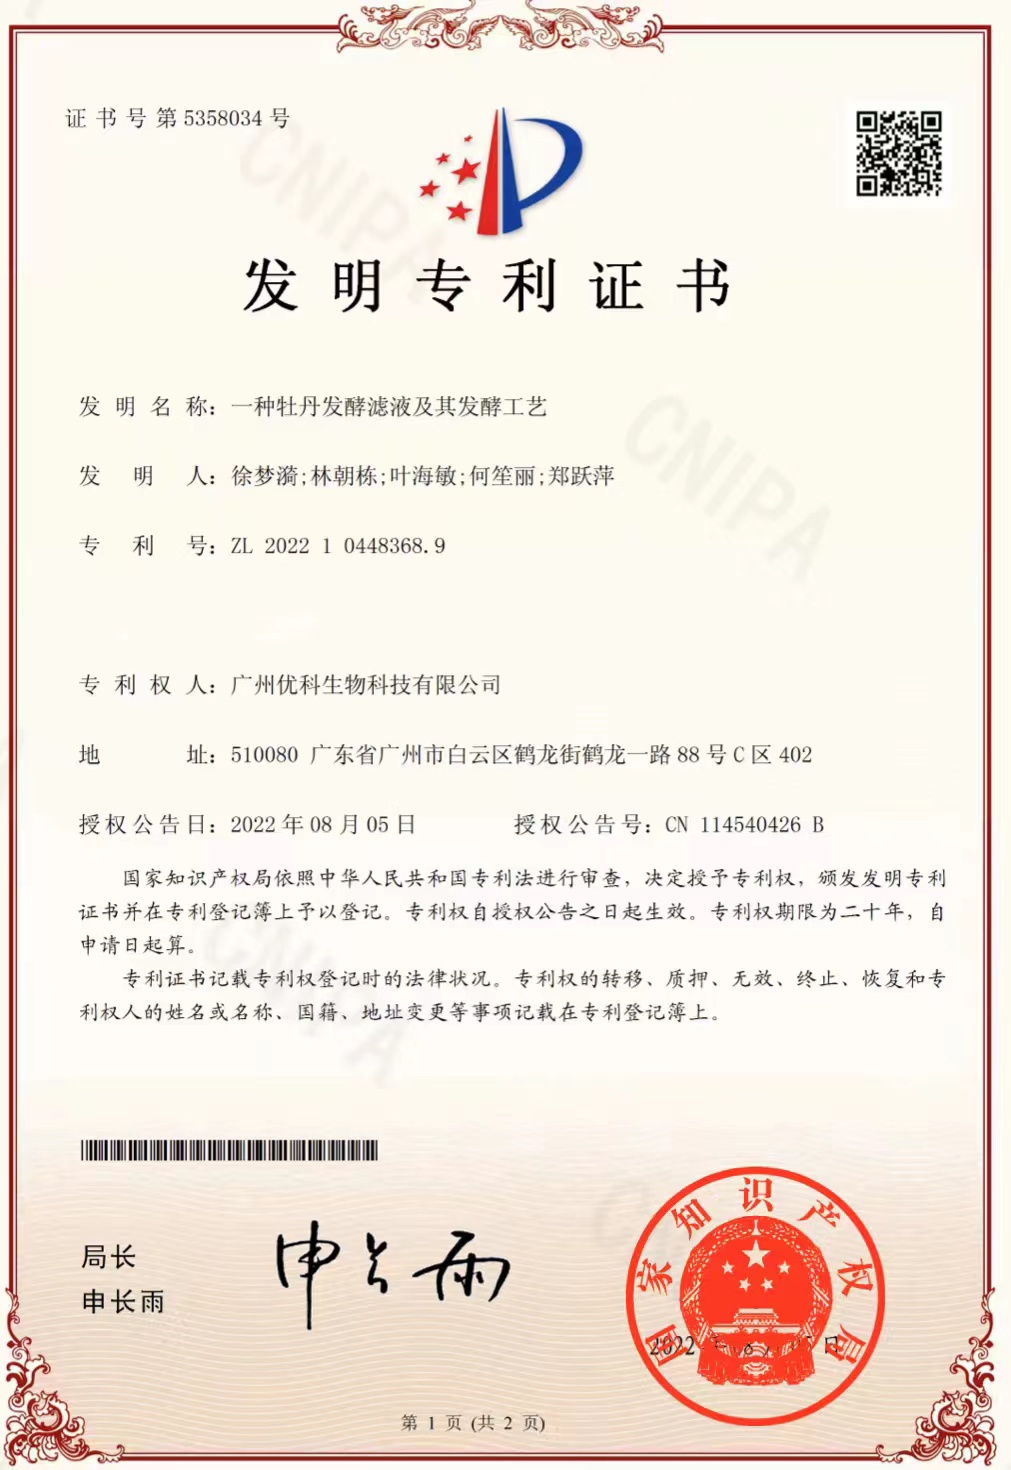 证书号第5358034号
发明专利证书
发明名称：一种牡丹发酵滤液及其发酵工艺
发明人：徐梦漪;林朝栋;叶海敏;何笙丽;郑跃萍
专利号：ZL 2022 1 0448368.9
专利权人：广州优科生物科技有限公司
地址：510080 广东省广州市白云区鹤龙街鹤龙一路88号C区402
授权公告日：2022年08月05日 授权公告号：CN 114540426 B
国家知识产权局依照中华人民共和国专利法进行审查，决定授予专利权，颁发发明专利
证书并在专利登记簿上予以登记。专利权自授权公告之日起生效。专利权期限为二十年，自
申请日起算。
专利证书记载专利权登记时的法律状况。专利权的转移、质押、无效、终止、恢复和专
利权人的姓名或名称、国籍、地址变更等事项记载在专利登记簿上。
局长
申长雨
申长雨
国家知识产权局
2022年08月05日
第 1 页 (共 2 页)
CNIPA
CNIPA
CNIPA